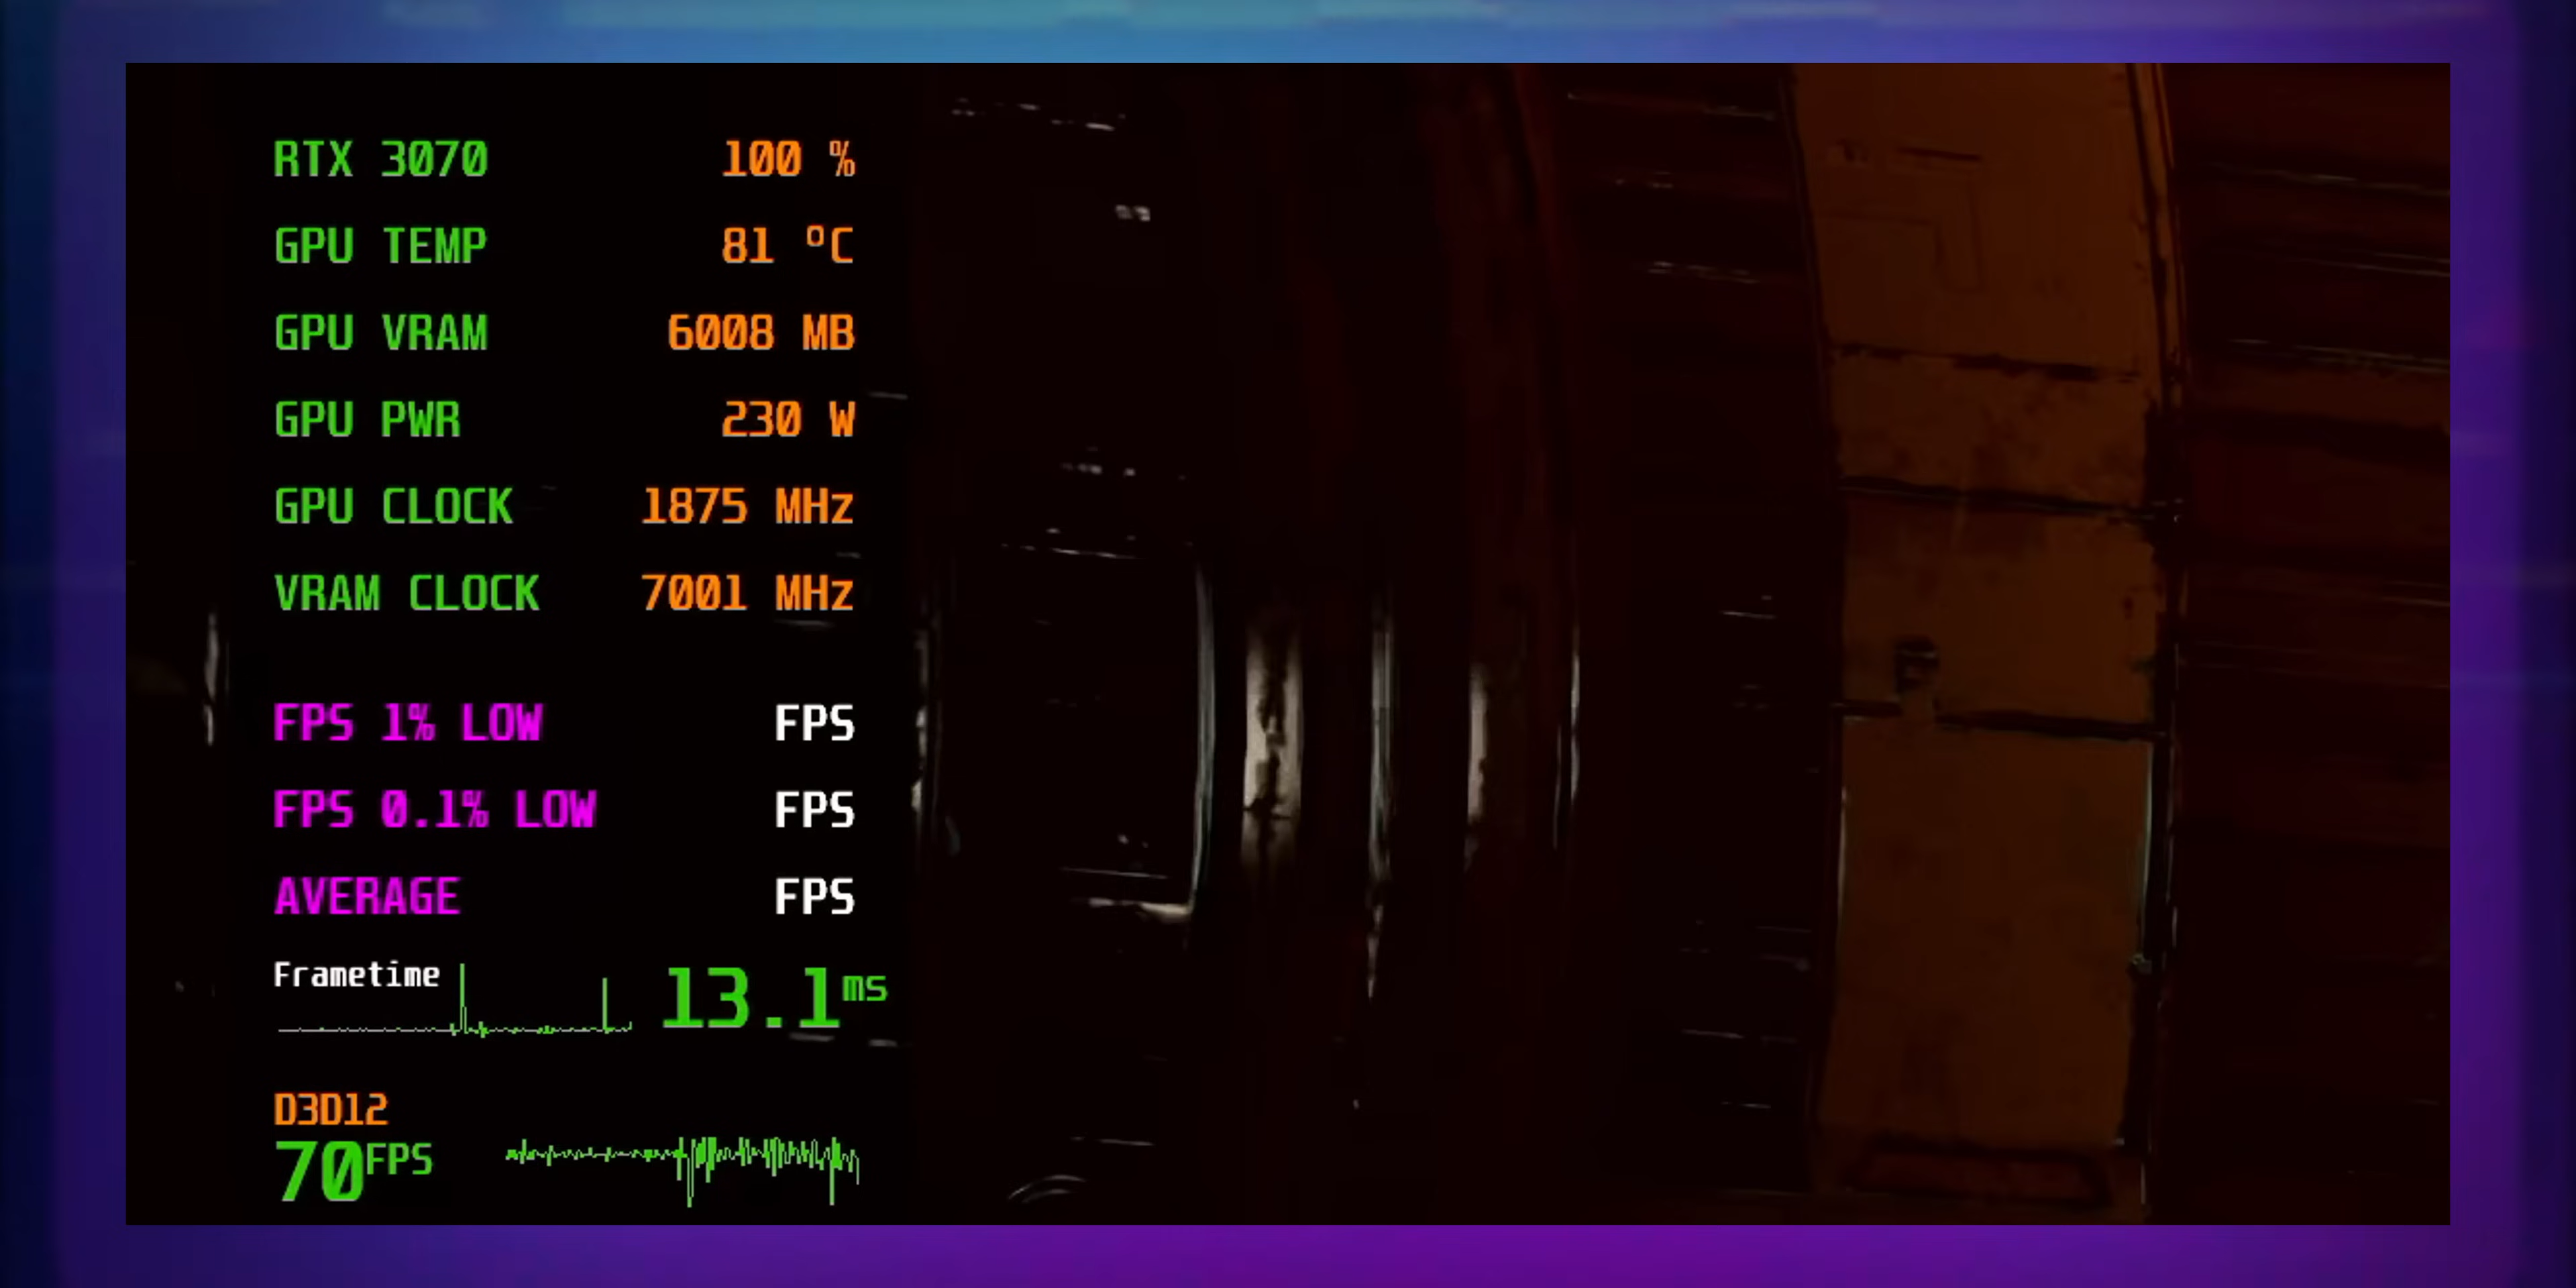 RTX 3070 100 %
GPU TEMP 81 ºC
GPU VRAM 6008 MB
GPU PWR 230 W
GPU CLOCK 1875 MHz
VRAM CLOCK 7001 MHz
FPS 1% LOW FPS
FPS 0.1% LOW FPS
AVERAGE FPS
Frametime 13.1ms
D3D12
70FPS